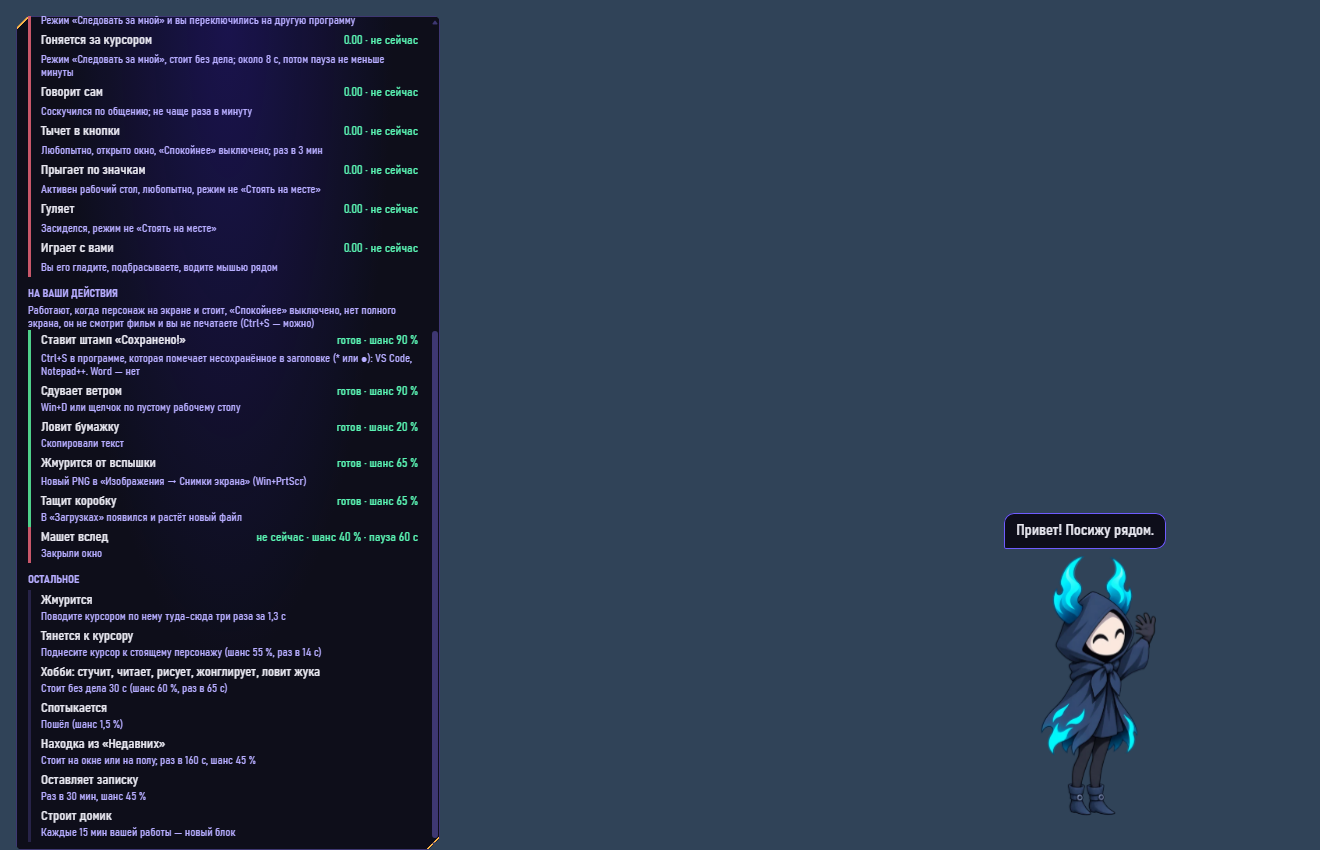 Режим «Следовать за мной» и вы переключились на другую программу
Гоняется за курсором 0.00 · не сейчас
Режим «Следовать за мной», стоит без дела; около 8 с, потом пауза не меньше
минуты
Говорит сам 0.00 · не сейчас
Соскучился по общению; не чаще раза в минуту
Тычет в кнопки 0.00 · не сейчас
Любопытно, открыто окно, «Спокойнее» выключено; раз в 3 мин
Прыгает по значкам 0.00 · не сейчас
Активен рабочий стол, любопытно, режим не «Стоять на месте»
Гуляет 0.00 · не сейчас
Засиделся, режим не «Стоять на месте»
Играет с вами 0.00 · не сейчас
Вы его гладите, подбрасываете, водите мышью рядом
НА ВАШИ ДЕЙСТВИЯ
Работают, когда персонаж на экране и стоит, «Спокойнее» выключено, нет полного
экрана, он не смотрит фильм и вы не печатаете (Ctrl+S — можно)
Ставит штамп «Сохранено!» готов · шанс 90 %
Ctrl+S в программе, которая помечает несохранённое в заголовке (* или ●): VS Code,
Notepad++. Word — нет
Сдувает ветром готов · шанс 90 %
Win+D или щелчок по пустому рабочему столу
Ловит бумажку готов · шанс 20 %
Скопировали текст
Жмурится от вспышки готов · шанс 65 %
Новый PNG в «Изображения → Снимки экрана» (Win+PrtScr)
Тащит коробку готов · шанс 65 %
В «Загрузках» появился и растёт новый файл
Машет вслед не сейчас · шанс 40 % · пауза 60 с
Закрыли окно
ОСТАЛЬНОЕ
Жмурится
Поводите курсором по нему туда-сюда три раза за 1,3 с
Тянется к курсору
Поднесите курсор к стоящему персонажу (шанс 55 %, раз в 14 с)
Хобби: стучит, читает, рисует, жонглирует, ловит жука
Стоит без дела 30 с (шанс 60 %, раз в 65 с)
Спотыкается
Пошёл (шанс 1,5 %)
Находка из «Недавних»
Стоит на окне или на полу; раз в 160 с, шанс 45 %
Оставляет записку
Раз в 30 мин, шанс 45 %
Строит домик
Каждые 15 мин вашей работы — новый блок
Привет! Посижу рядом.